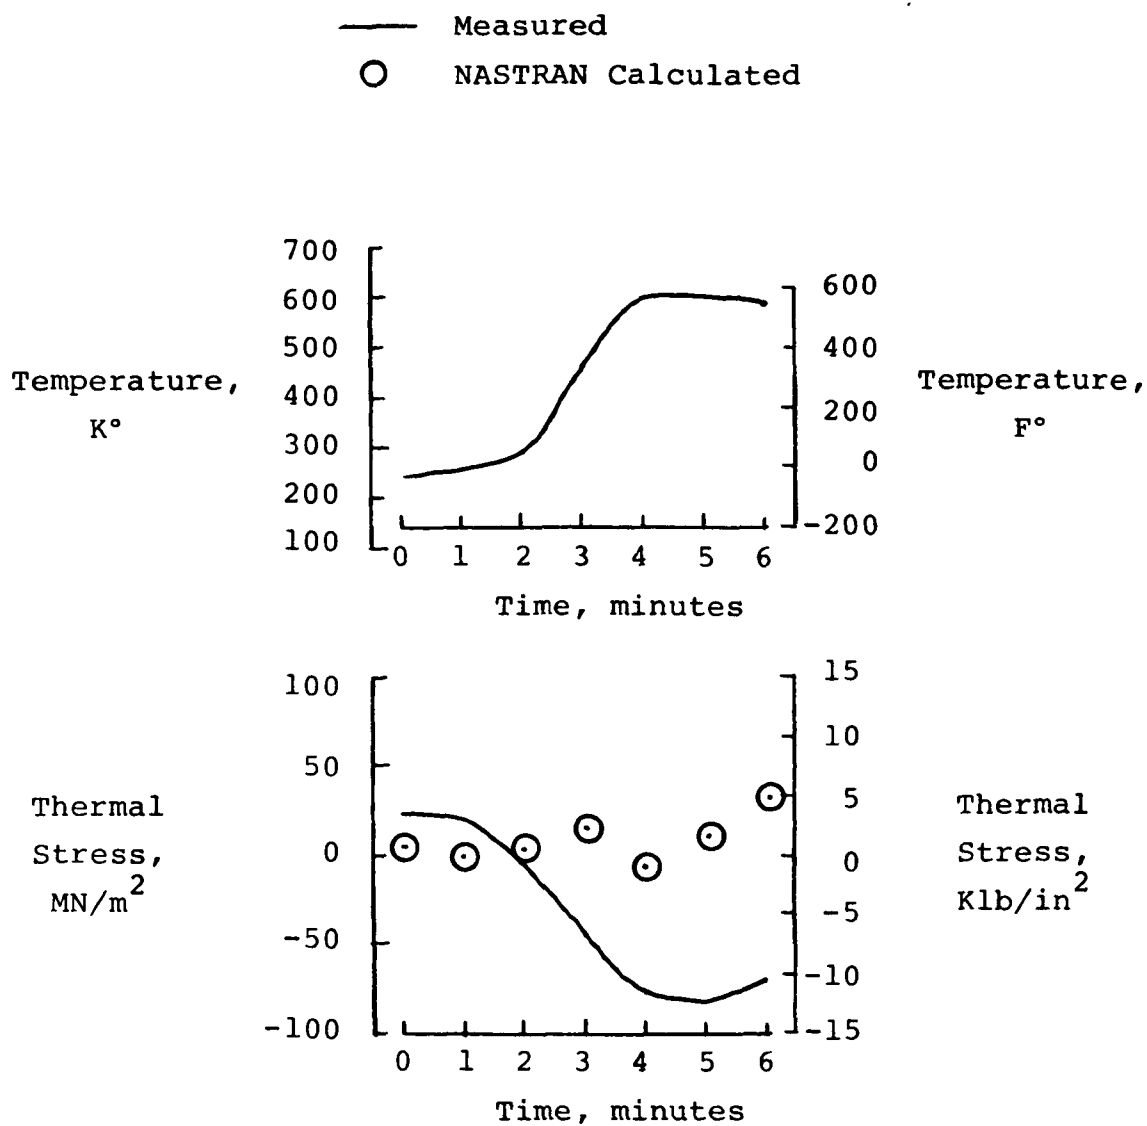 Measured
NASTRAN Calculated
700
600
500
400
300
200
100
Temperature,
K°
600
400
200
0
-200
Temperature,
F°
0 1 2 3 4 5 6
Time, minutes
100
50
0
-50
-100
Thermal
Stress,
MN/m²
15
10
5
0
-5
-10
-15
Thermal
Stress,
Klb/in²
0 1 2 3 4 5 6
Time, minutes